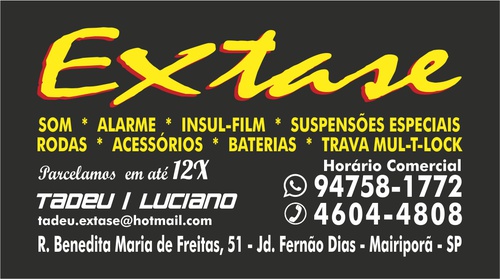 Extase
SOM * ALARME * INSUL-FILM * SUSPENSÕES ESPECIAIS
RODAS * ACESSÓRIOS * BATERIAS * TRAVA MUL-T-LOCK
Parcelamos em até 12X
Horário Comercial
94758-1772
TADEU / LUCIANO
4604-4808
tadeu.extase@hotmail.com
R. Benedita Maria de Freitas, 51 - Jd. Fernão Dias - Mairiporã - SP